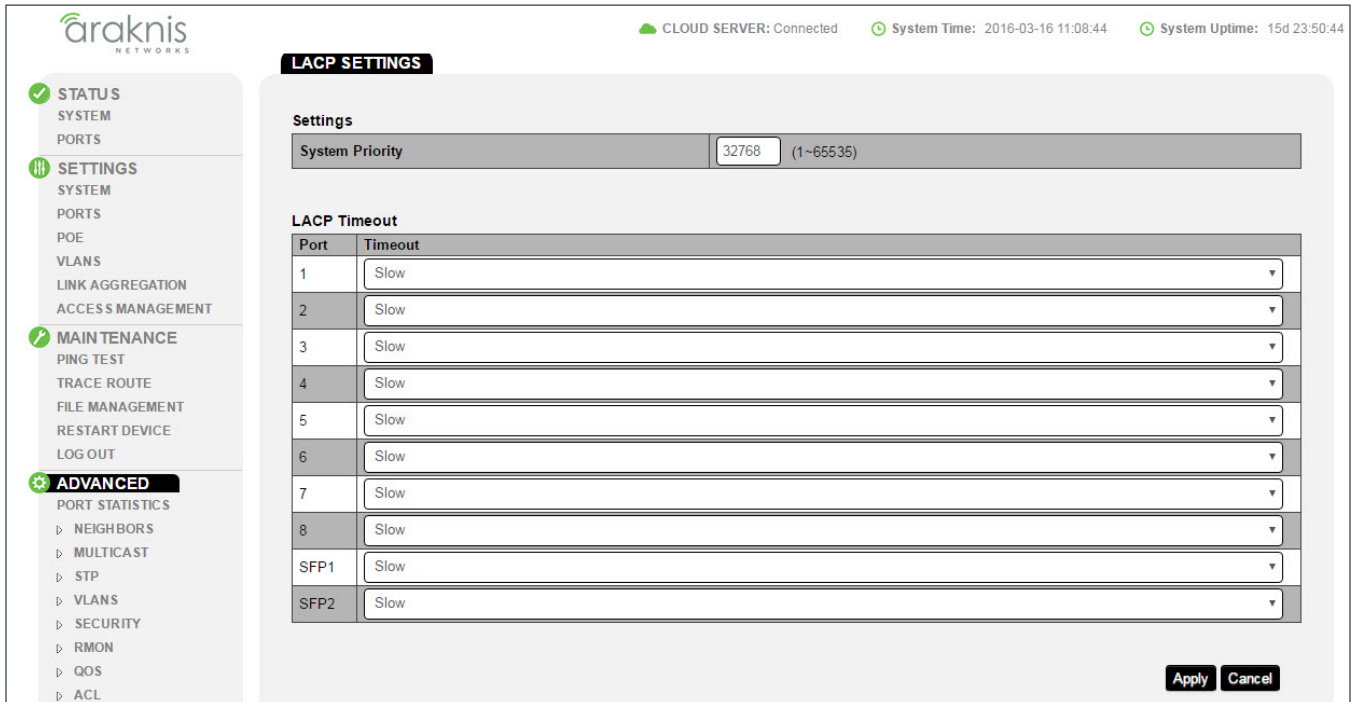 araknis
NETWORKS
CLOUD SERVER: Connected
System Time: 2016-03-16 11:08:44
System Uptime: 15d 23:50:44
STATUS
SYSTEM
PORTS
SETTINGS
SYSTEM
PORTS
POE
VLANS
LINK AGGREGATION
ACCESS MANAGEMENT
MAINTENANCE
PING TEST
TRACE ROUTE
FILE MANAGEMENT
RESTART DEVICE
LOG OUT
ADVANCED
PORT STATISTICS
NEIGHBORS
MULTICAST
STP
VLANS
SECURITY
RMON
QOS
ACL
LACP SETTINGS
Settings
System Priority 32768 (1~65535)
LACP Timeout
Port Timeout
1 Slow
2 Slow
3 Slow
4 Slow
5 Slow
6 Slow
7 Slow
8 Slow
SFP1 Slow
SFP2 Slow
Apply Cancel